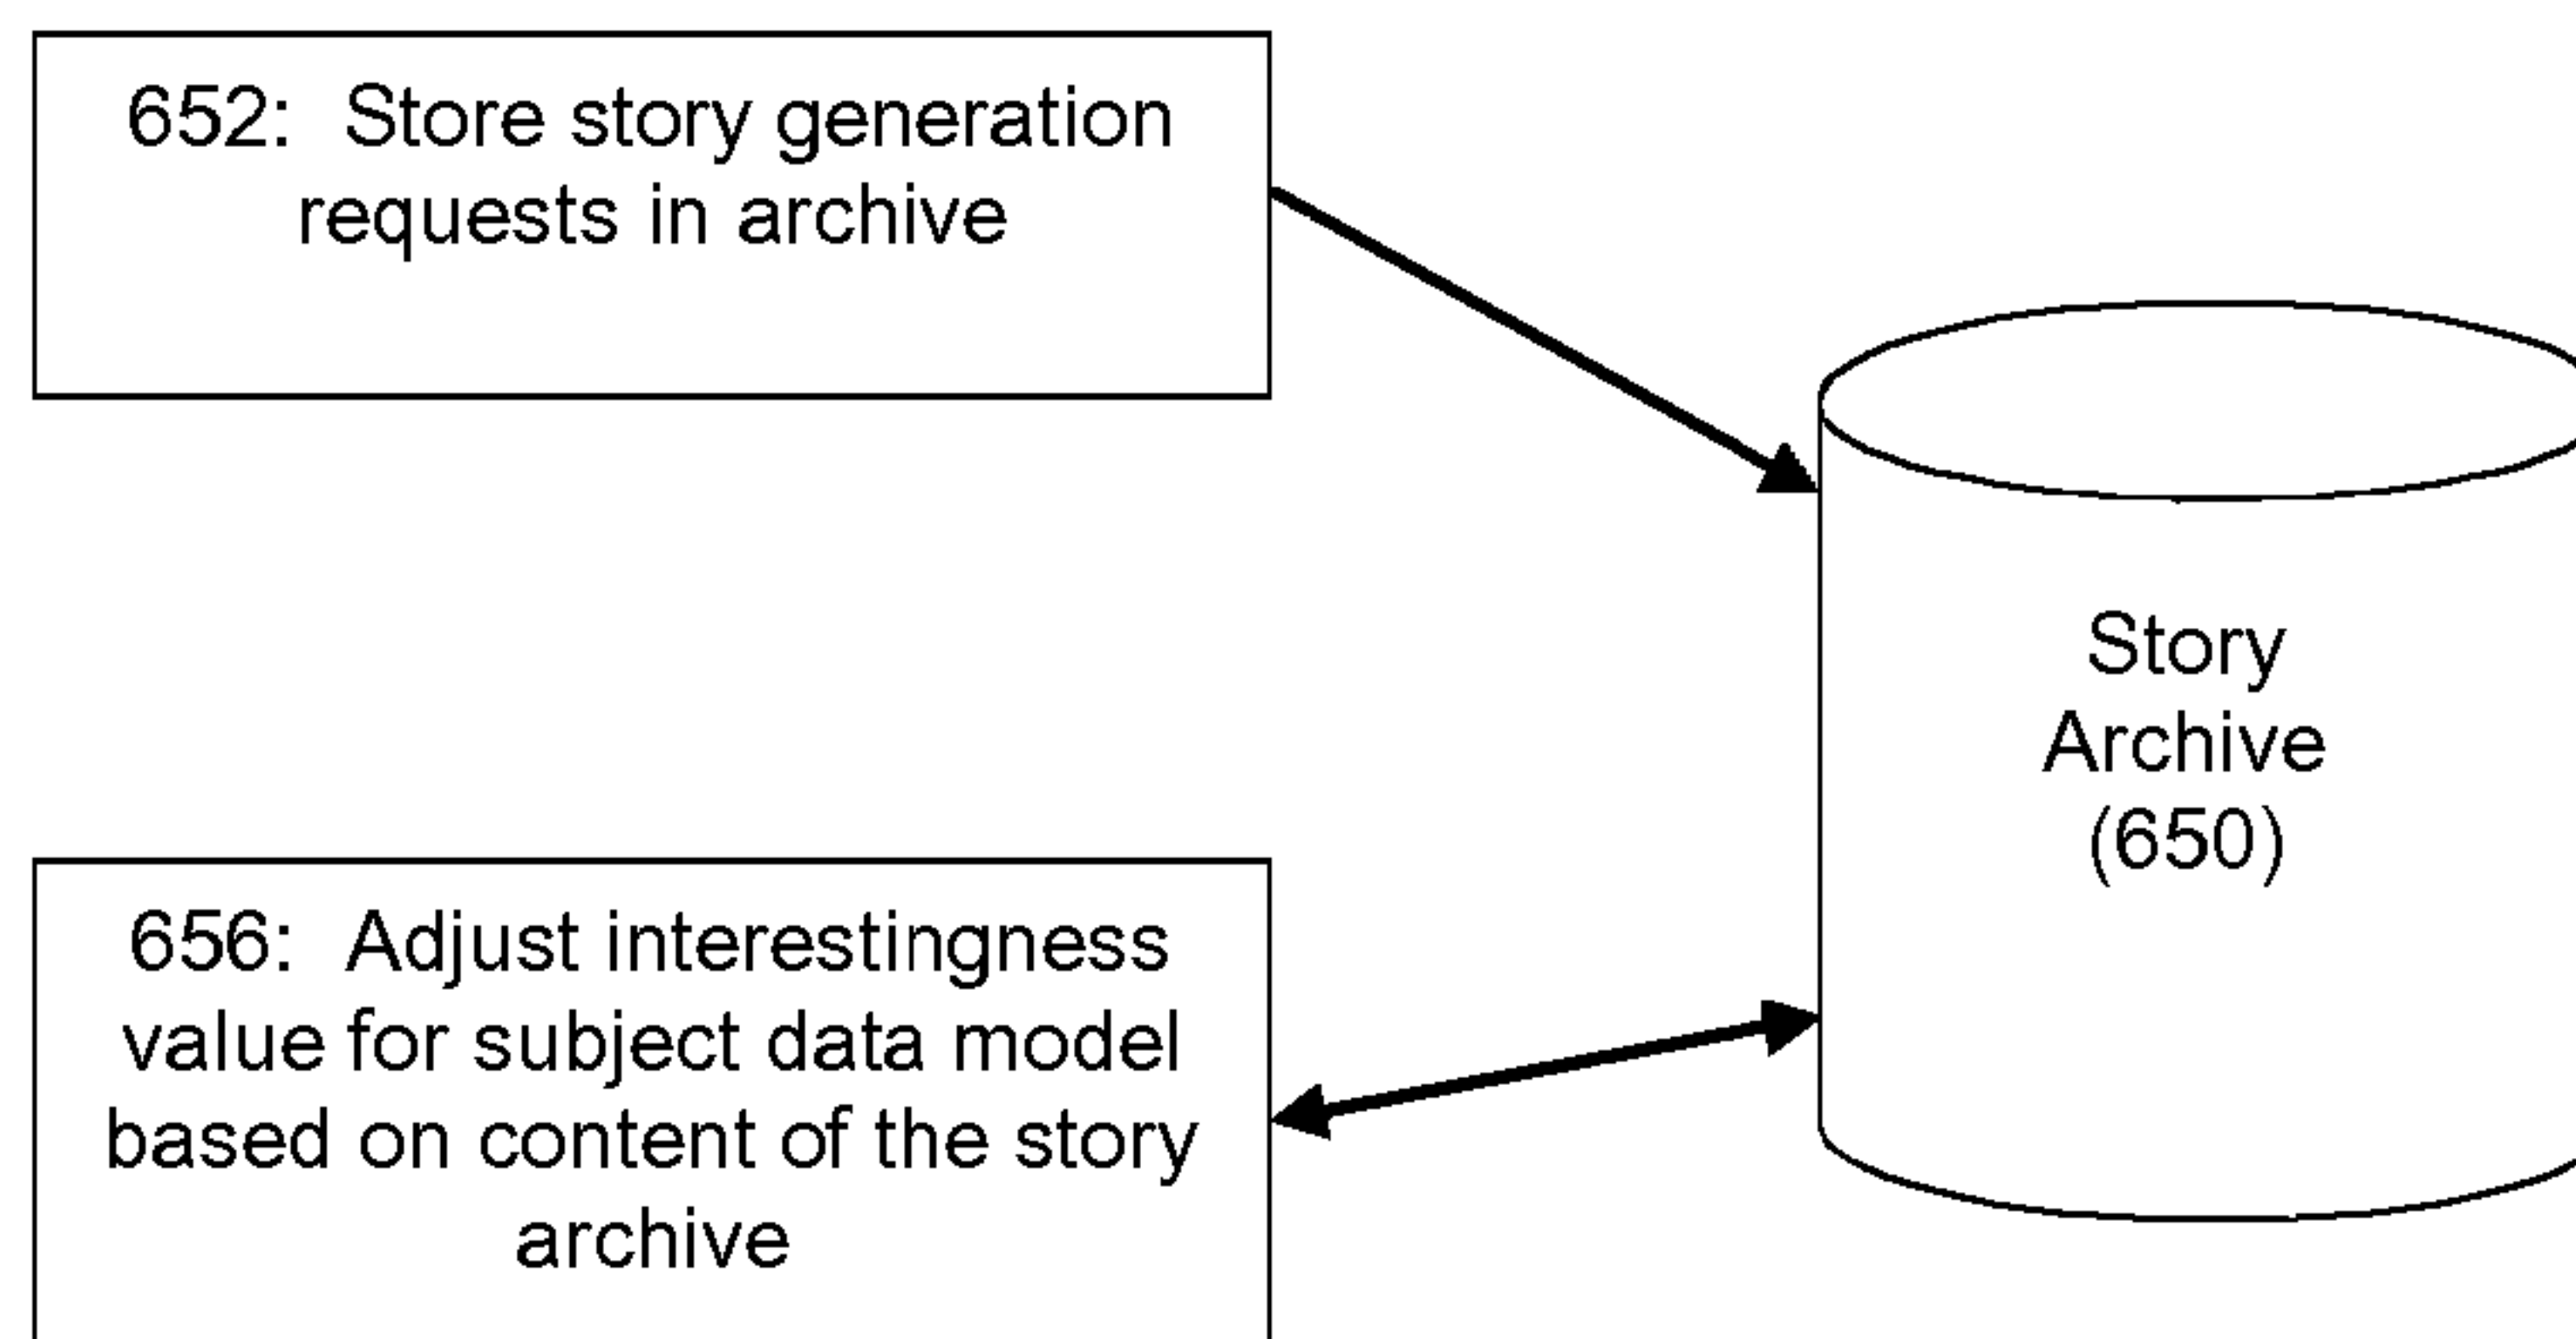 652: Store story generation
requests in archive
Story
Archive
(650)
656: Adjust interestingness
value for subject data model
based on content of the story
archive